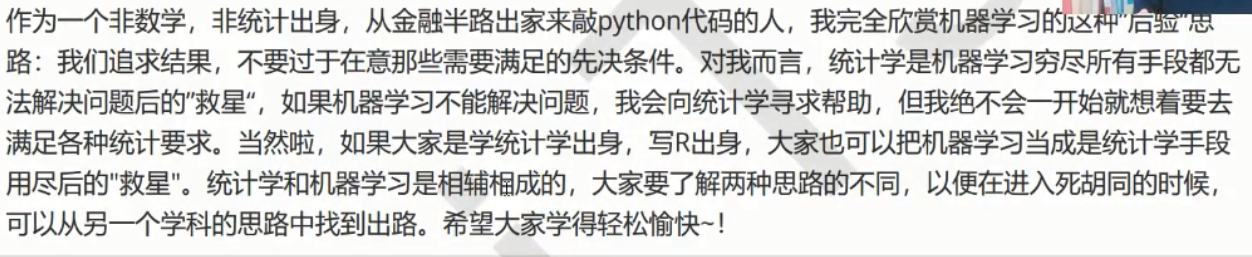 作为一个非数学，非统计出身，从金融半路出家来敲python代码的人，我完全欣赏机器学习的这种"后验"思
路：我们追求结果，不要过于在意那些需要满足的先决条件。对我而言，统计学是机器学习穷尽所有手段都无
法解决问题后的"救星"，如果机器学习不能解决问题，我会向统计学寻求帮助，但我绝不会一开始就想着要去
满足各种统计要求。当然啦，如果大家是学统计学出身，写R出身，大家也可以把机器学习当成是统计学手段
用尽后的"救星"。统计学和机器学习是相辅相成的，大家要了解两种思路的不同，以便在进入死胡同的时候，
可以从另一个学科的思路中找到出路。希望大家学得轻松愉快~！